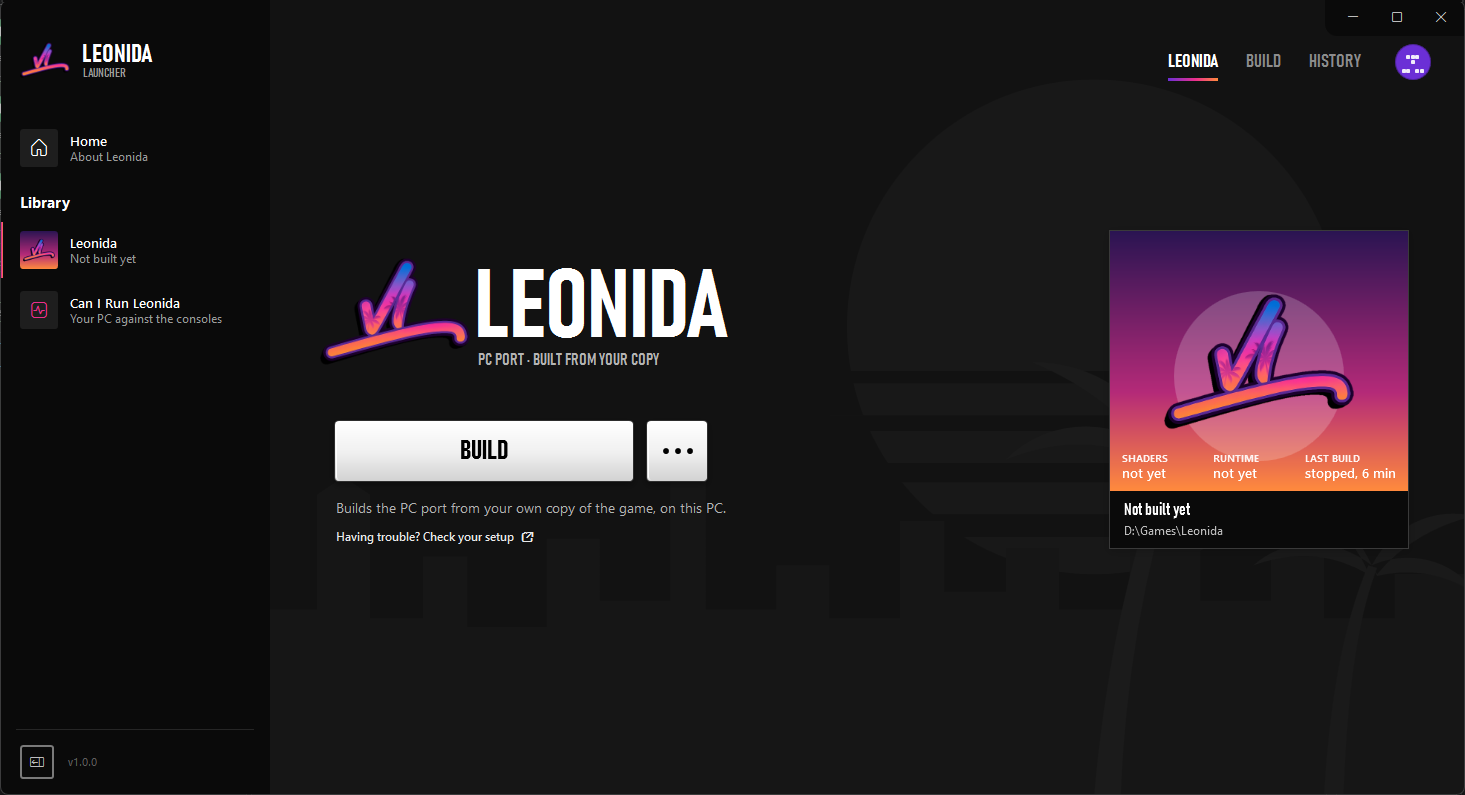 LEONIDA
LAUNCHER
LEONIDA
BUILD
HISTORY
Home
About Leonida
Library
Leonida
Not built yet
Can I Run Leonida
Your PC against the consoles
LEONIDA
PC PORT · BUILT FROM YOUR COPY
BUILD
Builds the PC port from your own copy of the game, on this PC.
Having trouble? Check your setup
SHADERS
not yet
RUNTIME
not yet
LAST BUILD
stopped, 6 min
Not built yet
D:\Games\Leonida
v1.0.0